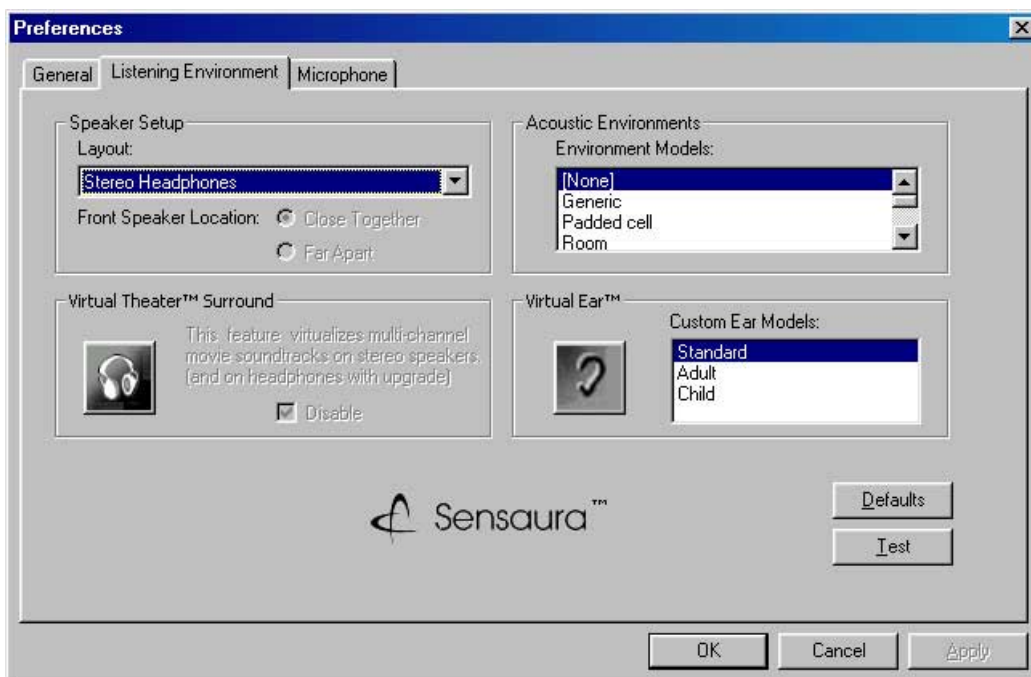 Preferences
General
Listening Environment
Microphone
Speaker Setup
Layout:
Stereo Headphones
Front Speaker Location:
Close Together
Far Apart
Acoustic Environments
Environment Models:
[None]
Generic
Padded cell
Room
Virtual Theater™ Surround
This feature virtualizes multi-channel
movie soundtracks on stereo speakers.
(and on headphones with upgrade)
Disable
Virtual Ear™
Custom Ear Models:
Standard
Adult
Child
Sensaura™
Defaults
Test
OK
Cancel
Apply